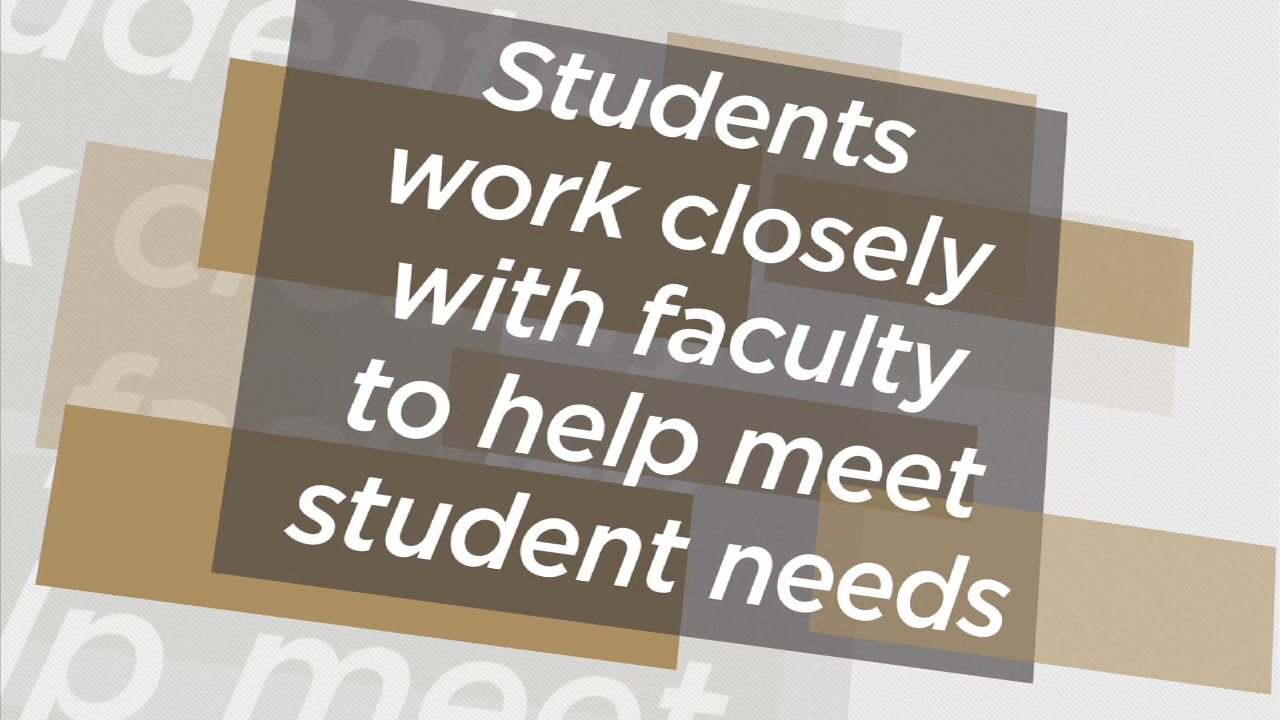 Students
work closely
with faculty
to help meet
student needs